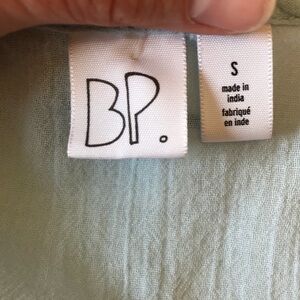 BP.
S
made in
india
fabriqué
en inde